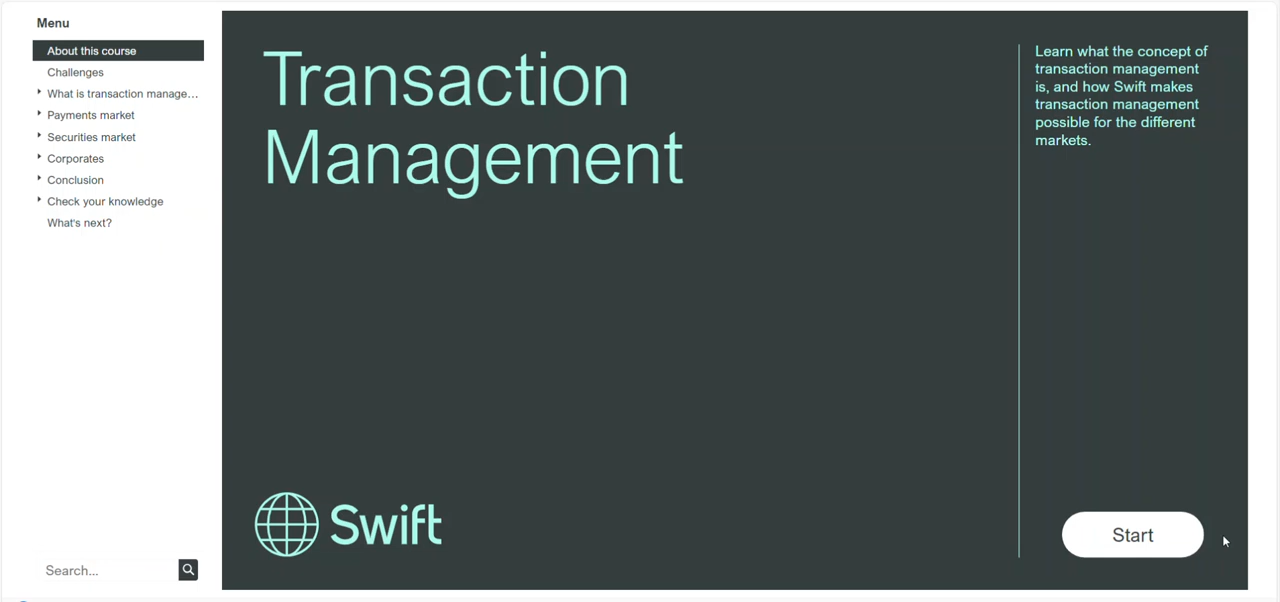 Menu
About this course
Challenges
What is transaction manage...
Payments market
Securities market
Corporates
Conclusion
Check your knowledge
What's next?
Search...
Transaction
Management
Swift
Learn what the concept of
transaction management
is, and how Swift makes
transaction management
possible for the different
markets.
Start